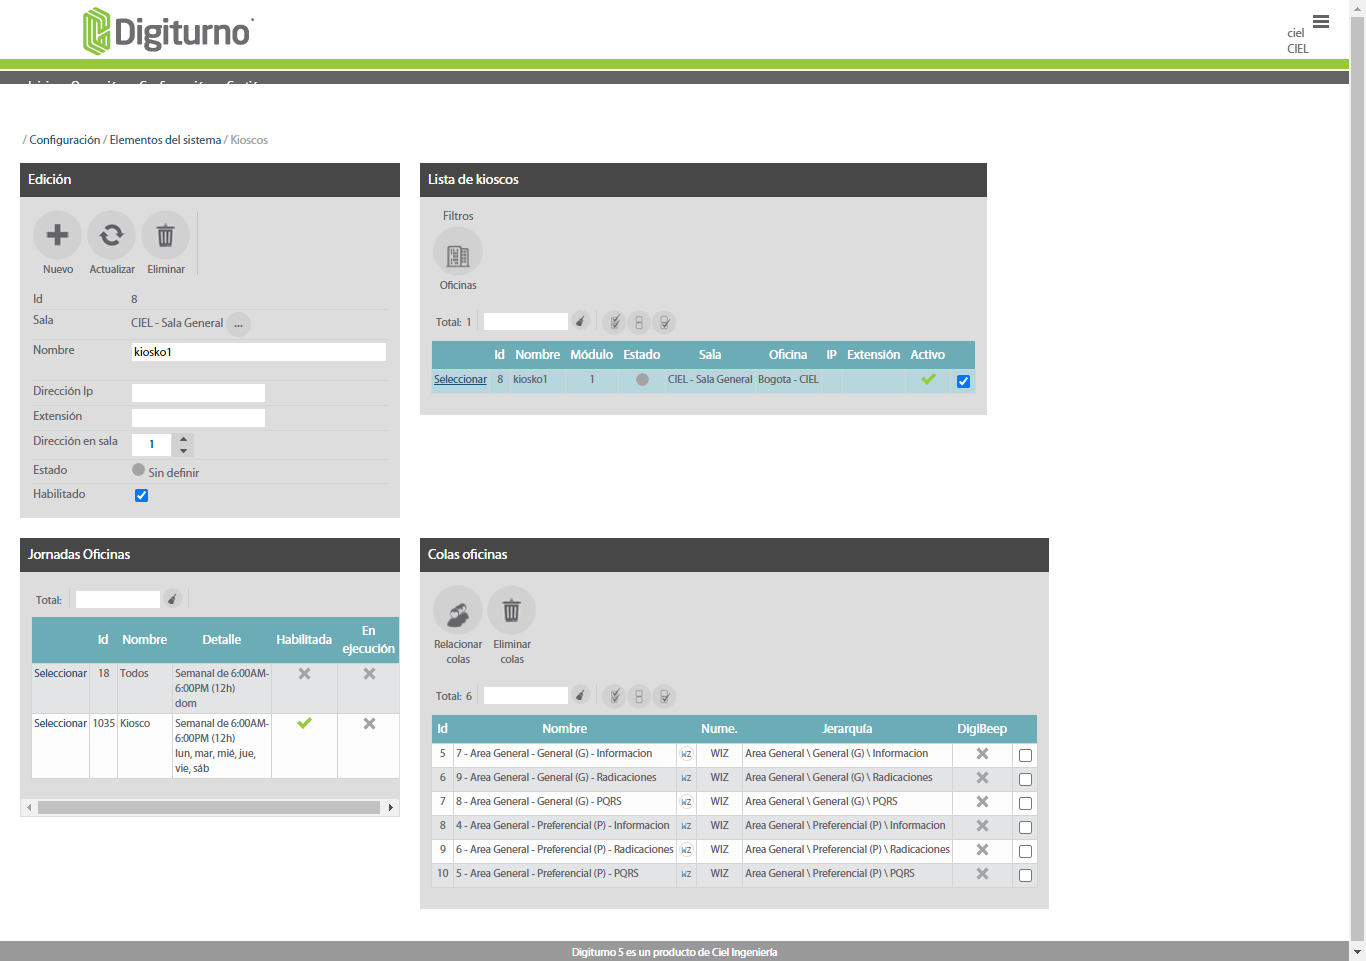 Digiturno
ciel
CIEL
/ Configuración / Elementos del sistema / Kioscos
Edición
Nuevo Actualizar Eliminar
Id 8
Sala CIEL - Sala General ...
Nombre kiosko1
Dirección Ip
Extensión
Dirección en sala 1
Estado Sin definir
Habilitado
Lista de kioscos
Filtros
Oficinas
Total: 1
Id Nombre Módulo Estado Sala Oficina IP Extensión Activo
Seleccionar 8 kiosko1 1 CIEL - Sala General Bogota - CIEL
Jornadas Oficinas
Total:
Id Nombre Detalle Habilitada En
ejecución
Seleccionar 18 Todos Semanal de 6:00AM-
6:00PM (12h)
dom
Seleccionar 1035 Kiosco Semanal de 6:00AM-
6:00PM (12h)
lun, mar, mié, jue,
vie, sáb
Colas oficinas
Relacionar Eliminar
colas colas
Total: 6
Id Nombre Nume. Jerarquía DigiBeep
5 7 - Area General - General (G) - Informacion WZ WIZ Area General \ General (G) \ Informacion
6 9 - Area General - General (G) - Radicaciones WZ WIZ Area General \ General (G) \ Radicaciones
7 8 - Area General - General (G) - PQRS WZ WIZ Area General \ General (G) \ PQRS
8 4 - Area General - Preferencial (P) - Informacion WZ WIZ Area General \ Preferencial (P) \ Informacion
9 6 - Area General - Preferencial (P) - Radicaciones WZ WIZ Area General \ Preferencial (P) \ Radicaciones
10 5 - Area General - Preferencial (P) - PQRS WZ WIZ Area General \ Preferencial (P) \ PQRS
Digiturno 5 es un producto de Ciel Ingeniería